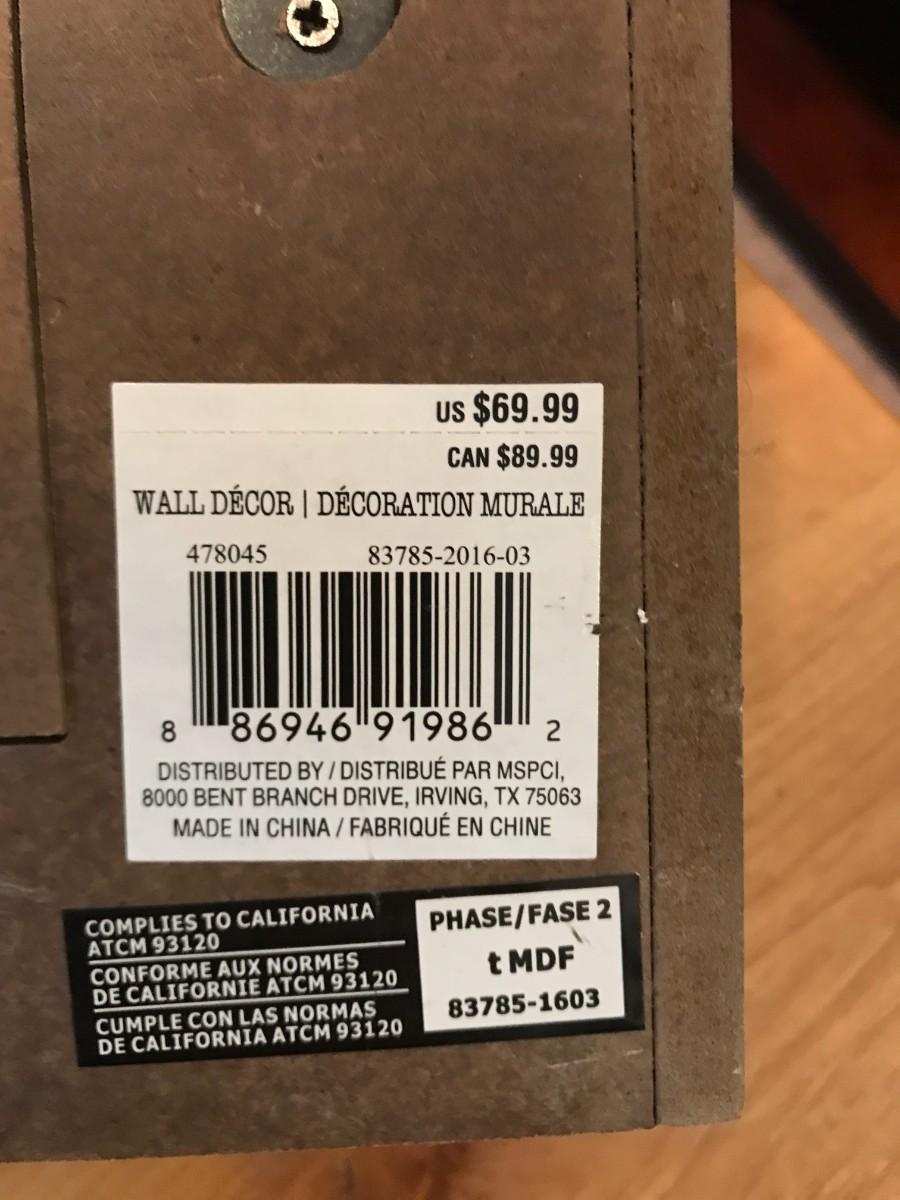 US $69.99
CAN $89.99
WALL DÉCOR | DÉCORATION MURALE
478045 83785-2016-03
8 86946 91986 2
DISTRIBUTED BY / DISTRIBUÉ PAR MSPCI,
8000 BENT BRANCH DRIVE, IRVING, TX 75063
MADE IN CHINA / FABRIQUÉ EN CHINE
COMPLIES TO CALIFORNIA
ATCM 93120
CONFORME AUX NORMES
DE CALIFORNIE ATCM 93120
CUMPLE CON LAS NORMAS
DE CALIFORNIA ATCM 93120
PHASE/FASE 2
t MDF
83785-1603